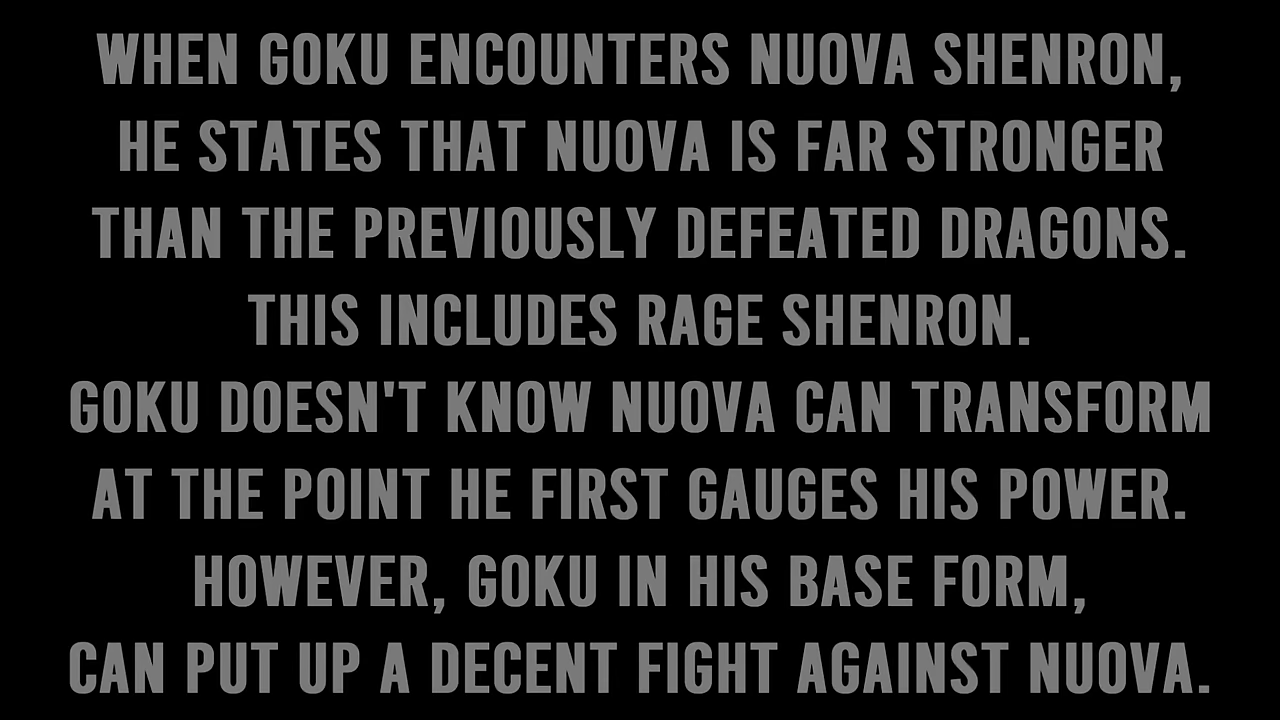 WHEN GOKU ENCOUNTERS NUOVA SHENRON,
HE STATES THAT NUOVA IS FAR STRONGER
THAN THE PREVIOUSLY DEFEATED DRAGONS.
THIS INCLUDES RAGE SHENRON.
GOKU DOESN'T KNOW NUOVA CAN TRANSFORM
AT THE POINT HE FIRST GAUGES HIS POWER.
HOWEVER, GOKU IN HIS BASE FORM,
CAN PUT UP A DECENT FIGHT AGAINST NUOVA.